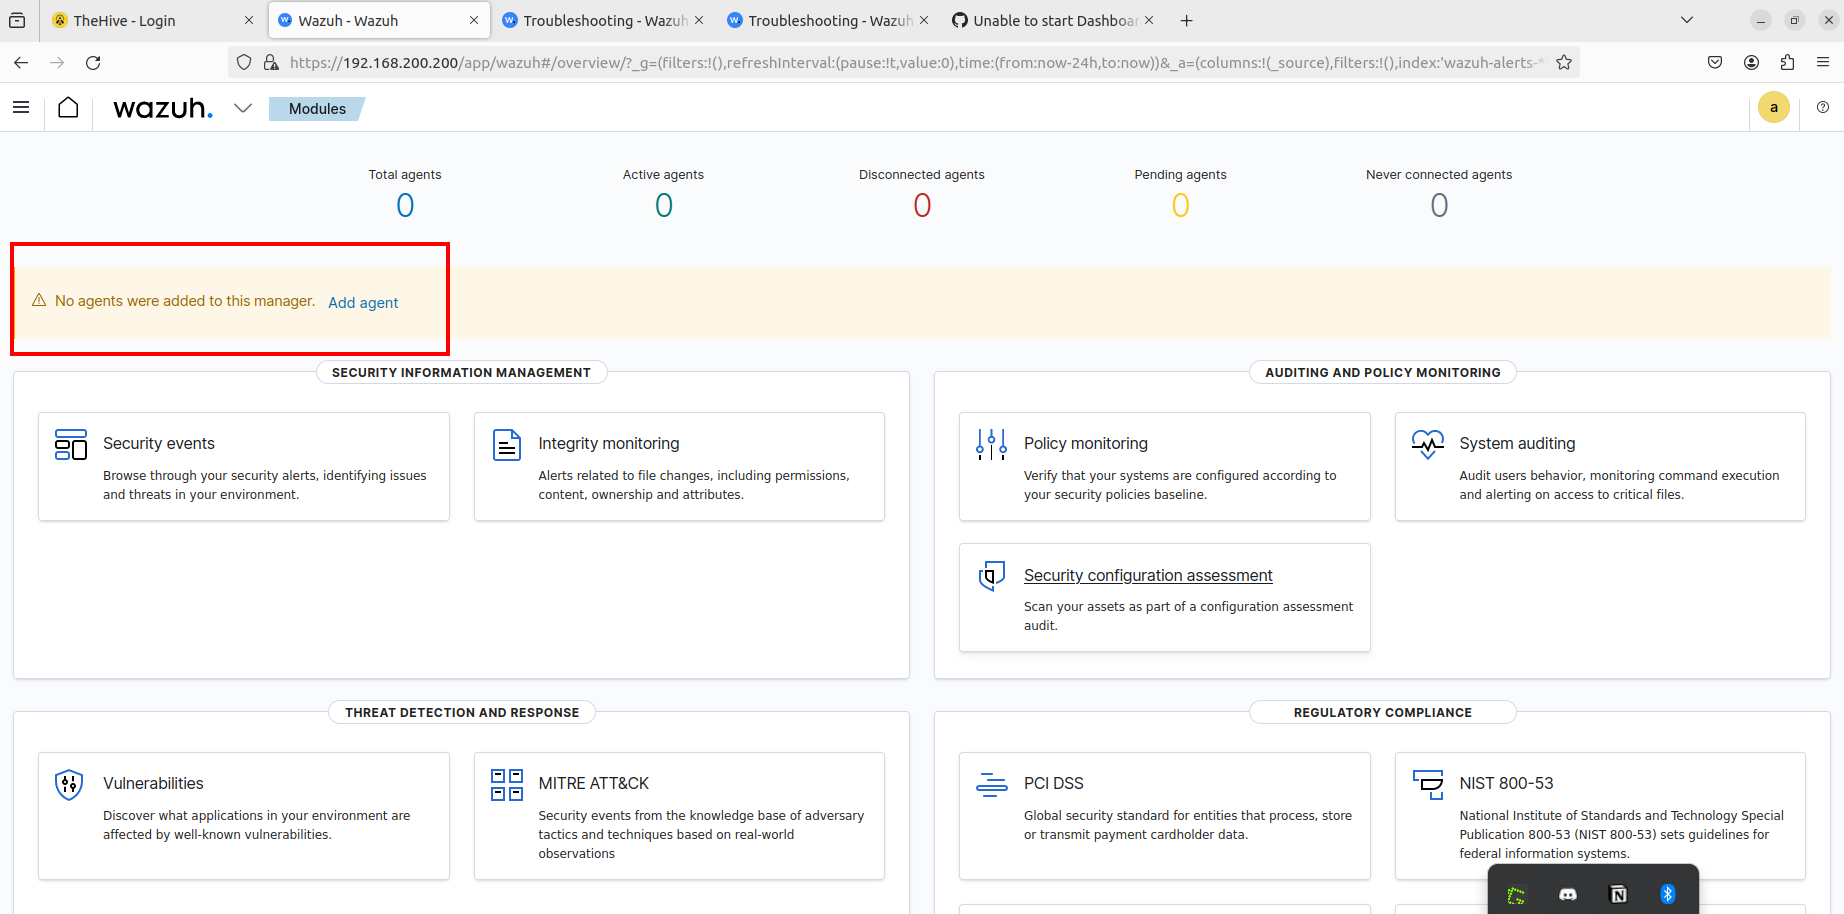 TheHive - Login
Wazuh - Wazuh
Troubleshooting - Wazuh
Troubleshooting - Wazuh
Unable to start Dashboar
https://192.168.200.200/app/wazuh#/overview/?_g=(filters:!(),refreshInterval:(pause:!t,value:0),time:(from:now-24h,to:now))&_a=(columns:!(_source),filters:!(),index:'wazuh-alerts-*'
wazuh.
Modules
a
Total agents
0
Active agents
0
Disconnected agents
0
Pending agents
0
Never connected agents
0
No agents were added to this manager. Add agent
SECURITY INFORMATION MANAGEMENT
Security events
Browse through your security alerts, identifying issues
and threats in your environment.
Integrity monitoring
Alerts related to file changes, including permissions,
content, ownership and attributes.
AUDITING AND POLICY MONITORING
Policy monitoring
Verify that your systems are configured according to
your security policies baseline.
System auditing
Audit users behavior, monitoring command execution
and alerting on access to critical files.
Security configuration assessment
Scan your assets as part of a configuration assessment
audit.
THREAT DETECTION AND RESPONSE
Vulnerabilities
Discover what applications in your environment are
affected by well-known vulnerabilities.
MITRE ATT&CK
Security events from the knowledge base of adversary
tactics and techniques based on real-world
observations
REGULATORY COMPLIANCE
PCI DSS
Global security standard for entities that process, store
or transmit payment cardholder data.
NIST 800-53
National Institute of Standards and Technology Special
Publication 800-53 (NIST 800-53) sets guidelines for
federal information systems.